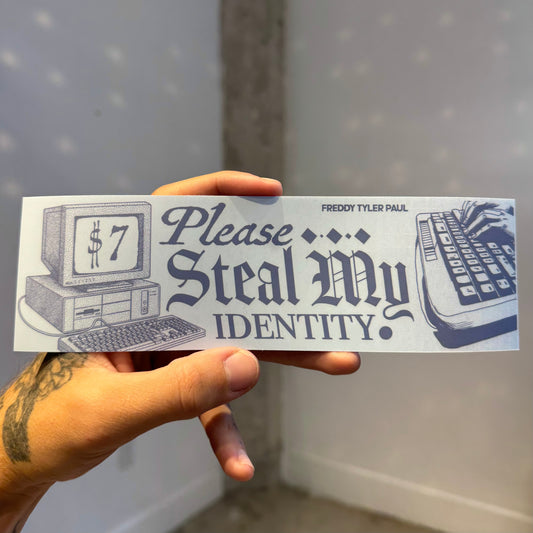 $7
Please
FREDDY TYLER PAUL
Steal My
IDENTITY.